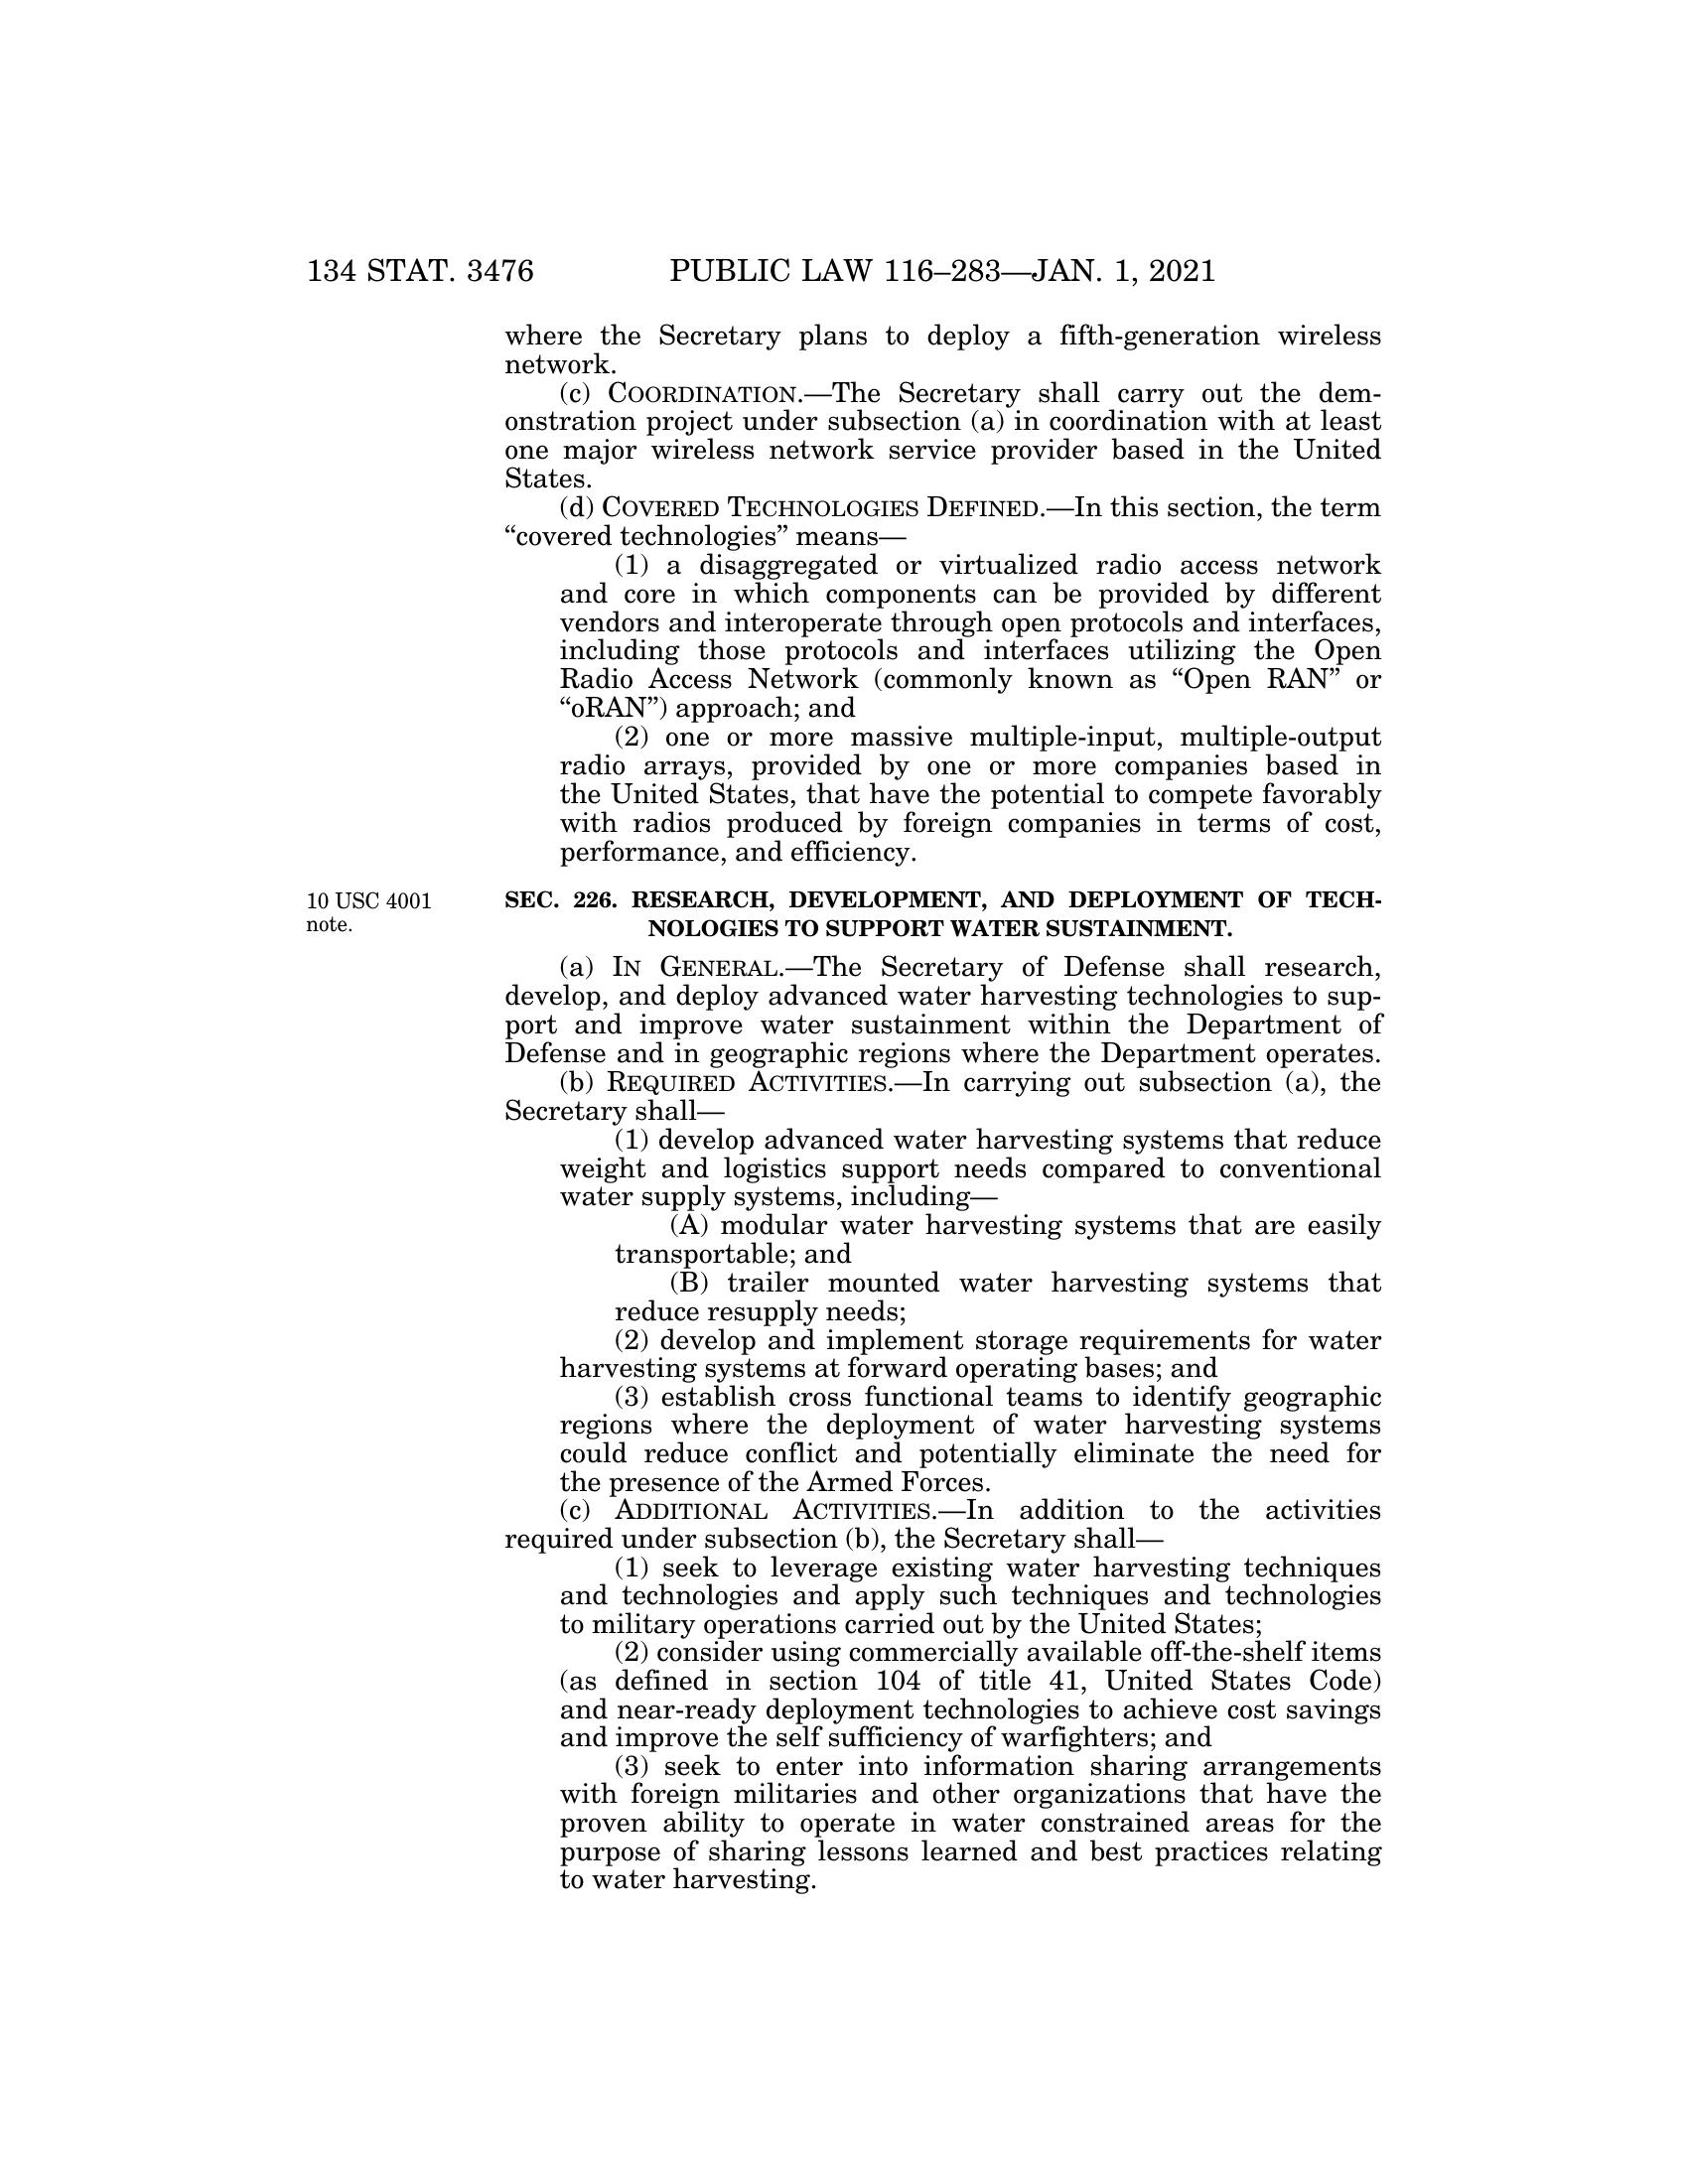 134 STAT. 3476
PUBLIC LAW 116–283—JAN. 1, 2021
where the Secretary plans to deploy a fifth-generation wireless
network.
(c) COORDINATION.—The Secretary shall carry out the dem-
onstration project under subsection (a) in coordination with at least
one major wireless network service provider based in the United
States.
(d) COVERED TECHNOLOGIES DEFINED.—In this section, the term
“covered technologies” means—
(1) a disaggregated or virtualized radio access network
and core in which components can be provided by different
vendors and interoperate through open protocols and interfaces,
including those protocols and interfaces utilizing the Open
Radio Access Network (commonly known as “Open RAN” or
“oRAN”) approach; and
(2) one or more massive multiple-input, multiple-output
radio arrays, provided by one or more companies based in
the United States, that have the potential to compete favorably
with radios produced by foreign companies in terms of cost,
performance, and efficiency.
10 USC 4001
note.
SEC. 226. RESEARCH, DEVELOPMENT, AND DEPLOYMENT OF TECH-
NOLOGIES TO SUPPORT WATER SUSTAINMENT.
(a) IN GENERAL.—The Secretary of Defense shall research,
develop, and deploy advanced water harvesting technologies to sup-
port and improve water sustainment within the Department of
Defense and in geographic regions where the Department operates.
(b) REQUIRED ACTIVITIES.—In carrying out subsection (a), the
Secretary shall—
(1) develop advanced water harvesting systems that reduce
weight and logistics support needs compared to conventional
water supply systems, including—
(A) modular water harvesting systems that are easily
transportable; and
(B) trailer mounted water harvesting systems that
reduce resupply needs;
(2) develop and implement storage requirements for water
harvesting systems at forward operating bases; and
(3) establish cross functional teams to identify geographic
regions where the deployment of water harvesting systems
could reduce conflict and potentially eliminate the need for
the presence of the Armed Forces.
(c) ADDITIONAL ACTIVITIES.—In addition to the activities
required under subsection (b), the Secretary shall—
(1) seek to leverage existing water harvesting techniques
and technologies and apply such techniques and technologies
to military operations carried out by the United States;
(2) consider using commercially available off-the-shelf items
(as defined in section 104 of title 41, United States Code)
and near-ready deployment technologies to achieve cost savings
and improve the self sufficiency of warfighters; and
(3) seek to enter into information sharing arrangements
with foreign militaries and other organizations that have the
proven ability to operate in water constrained areas for the
purpose of sharing lessons learned and best practices relating
to water harvesting.